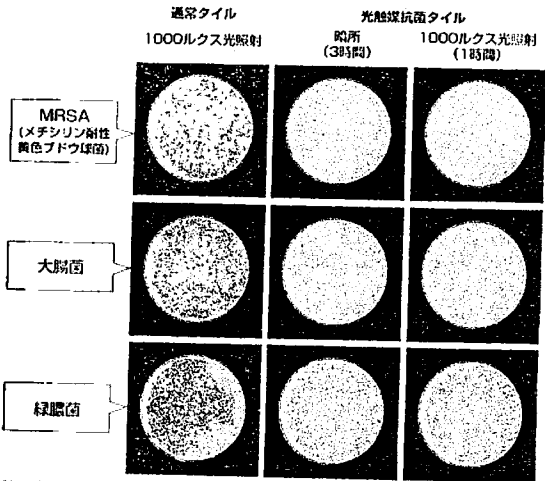 通常タイル
1000ルクス光照射
光触媒抗菌タイル
暗所
(3時間)
1000ルクス光照射
(1時間)
MRSA
(メチシリン耐性
黄色ブドウ球菌)
大腸菌
緑膿菌